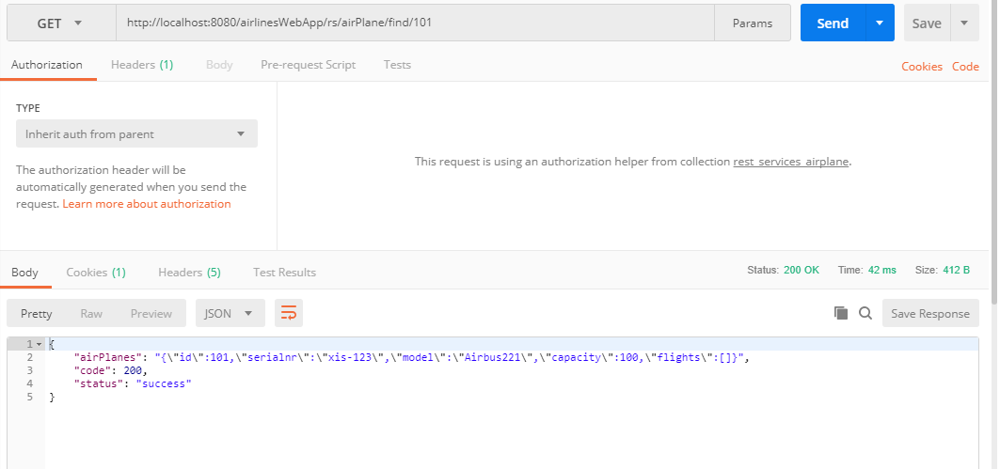 GET http://localhost:8080/airlinesWebApp/rs/airPlane/find/101 Params Send Save
Authorization Headers (1) Body Pre-request Script Tests Cookies Code
TYPE
Inherit auth from parent
The authorization header will be
automatically generated when you send the
request. Learn more about authorization
This request is using an authorization helper from collection rest_services_airplane.
Body Cookies (1) Headers (5) Test Results Status: 200 OK Time: 42 ms Size: 412 B
Pretty Raw Preview JSON Save Response
1 {
2 "airPlanes": "{\"id\":101,\"serialnr\":\"xis-123\",\"model\":\"Airbus221\",\"capacity\":100,\"flights\":[]}",
3 "code": 200,
4 "status": "success"
5 }